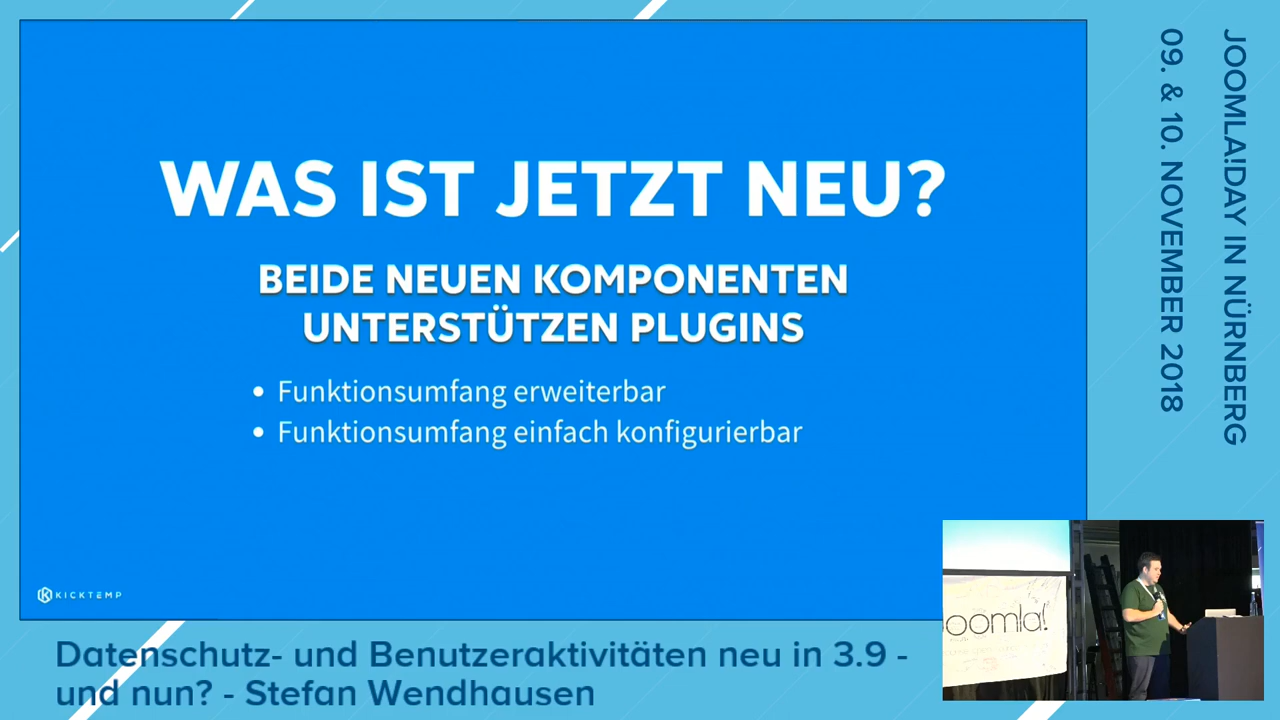 WAS IST JETZT NEU?
BEIDE NEUEN KOMPONENTEN
UNTERSTÜTZEN PLUGINS
• Funktionsumfang erweiterbar
• Funktionsumfang einfach konfigurierbar
KICKTEMP
Datenschutz- und Benutzeraktivitäten neu in 3.9 -
und nun? - Stefan Wendhausen
JOOMLA!DAY IN NÜRNBERG
09. & 10. NOVEMBER 2018
Joomla!